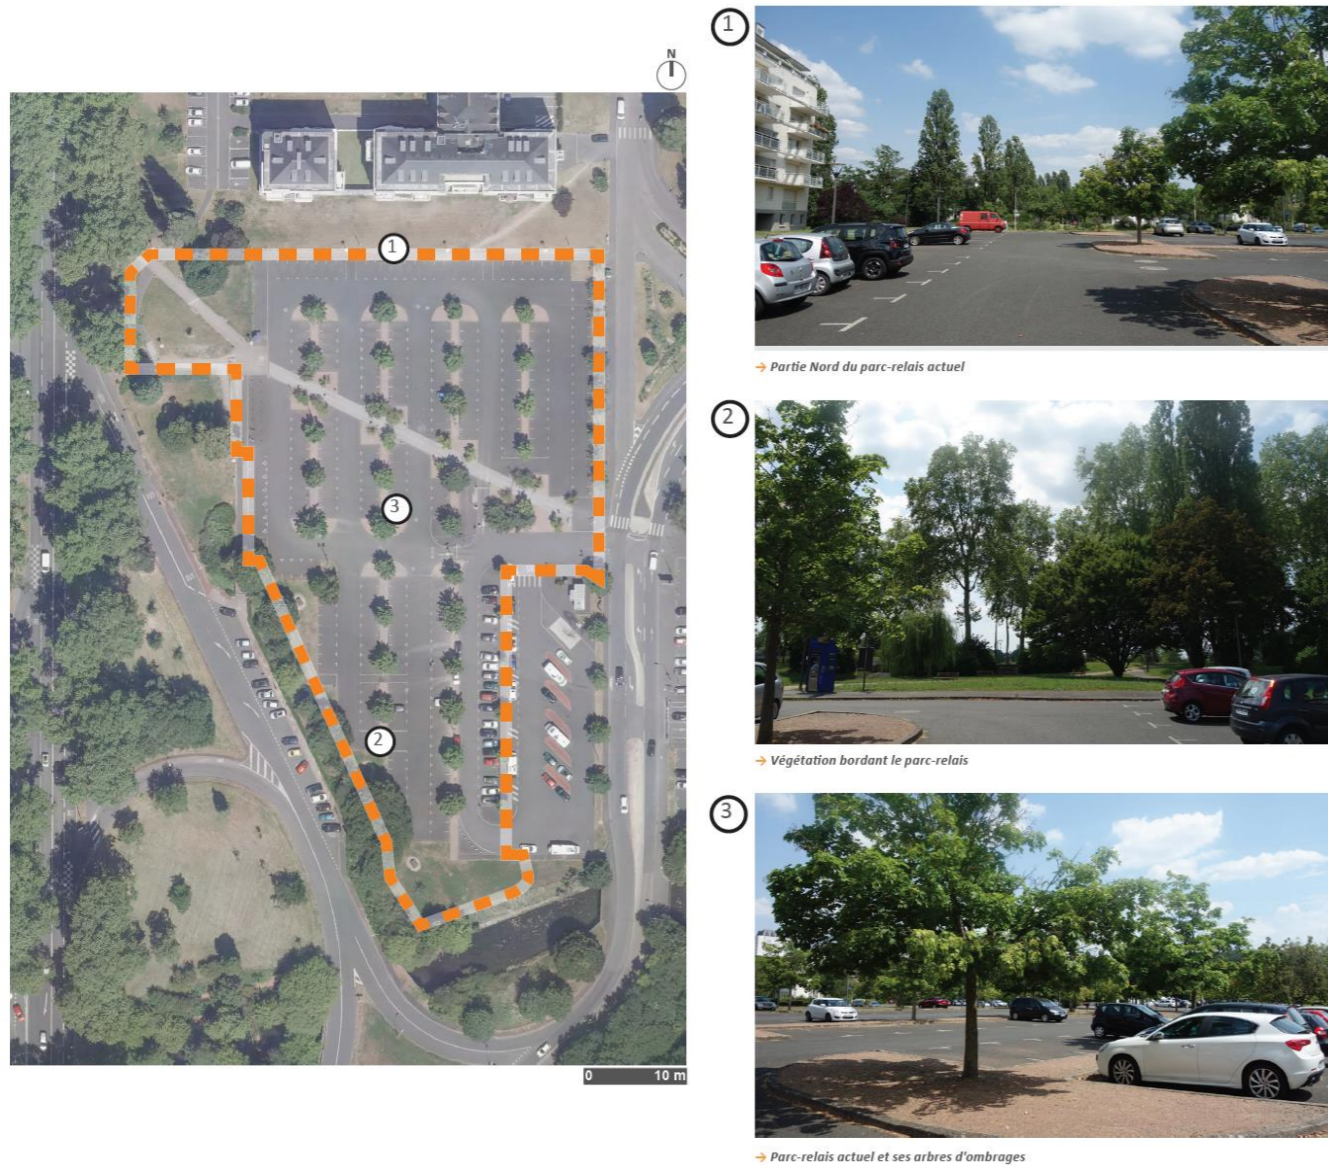 N
1
3
2
0 10 m
1
→ Partie Nord du parc-relais actuel
2
→ Végétation bordant le parc-relais
3
→ Parc-relais actuel et ses arbres d'ombrages